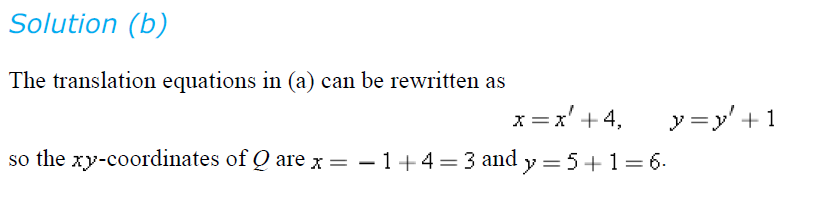 Solution (b)
The translation equations in (a) can be rewritten as
x = x′ + 4, y = y′ + 1
so the xy-coordinates of Q are x = − 1 + 4 = 3 and y = 5 + 1 = 6.